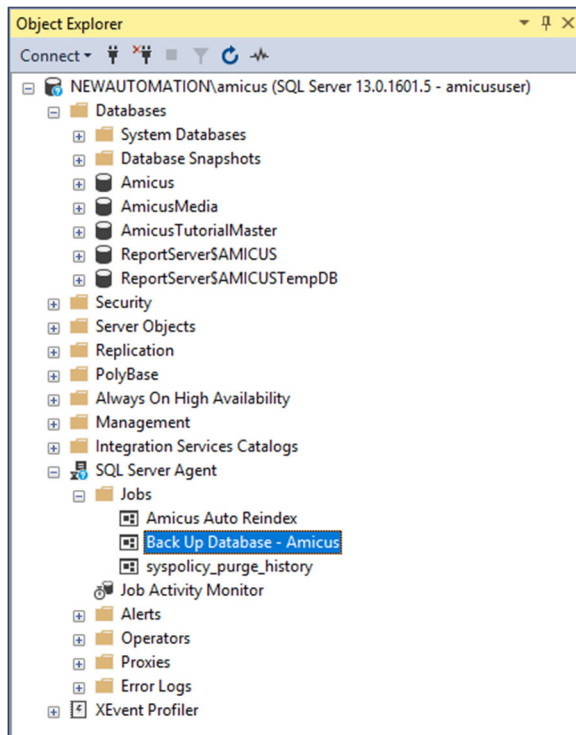 Object Explorer
Connect
NEWAUTOMATION\amicus (SQL Server 13.0.1601.5 - amicususer)
Databases
System Databases
Database Snapshots
Amicus
AmicusMedia
AmicusTutorialMaster
ReportServer$AMICUS
ReportServer$AMICUSTempDB
Security
Server Objects
Replication
PolyBase
Always On High Availability
Management
Integration Services Catalogs
SQL Server Agent
Jobs
Amicus Auto Reindex
Back Up Database - Amicus
syspolicy_purge_history
Job Activity Monitor
Alerts
Operators
Proxies
Error Logs
XEvent Profiler